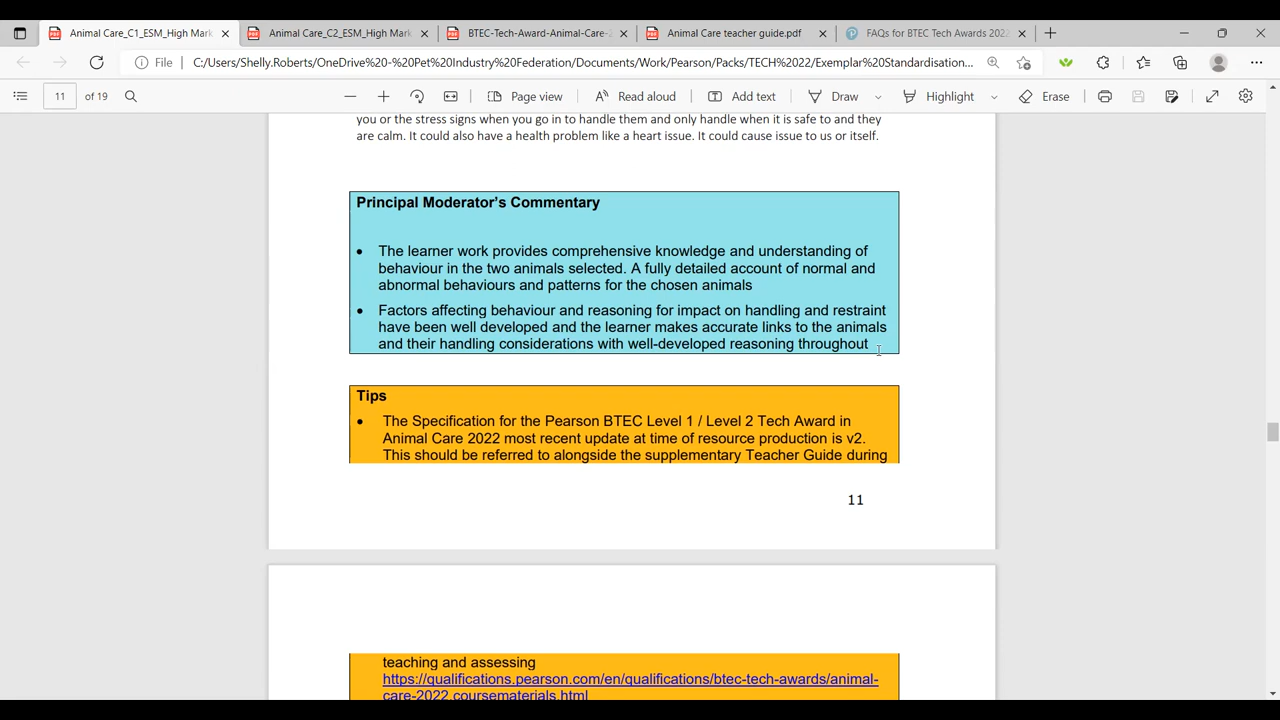 Animal Care_C1_ESM_High Mark
Animal Care_C2_ESM_High Mark
BTEC-Tech-Award-Animal-Care-2
Animal Care teacher guide.pdf
FAQs for BTEC Tech Awards 2022
File
C:/Users/Shelly.Roberts/OneDrive%20-%20Pet%20Industry%20Federation/Documents/Work/Pearson/Packs/TECH%2022/Exemplar%20Standardisation...
11 of 19
Page view
Read aloud
Add text
Draw
Highlight
Erase
you or the stress signs when you go in to handle them and only handle when it is safe to and they
are calm. It could also have a health problem like a heart issue. It could cause issue to us or itself.
Principal Moderator's Commentary
• The learner work provides comprehensive knowledge and understanding of
behaviour in the two animals selected. A fully detailed account of normal and
abnormal behaviours and patterns for the chosen animals
• Factors affecting behaviour and reasoning for impact on handling and restraint
have been well developed and the learner makes accurate links to the animals
and their handling considerations with well-developed reasoning throughout
Tips
• The Specification for the Pearson BTEC Level 1 / Level 2 Tech Award in
Animal Care 2022 most recent update at time of resource production is v2.
This should be referred to alongside the supplementary Teacher Guide during
11
teaching and assessing
https://qualifications.pearson.com/en/qualifications/btec-tech-awards/animal-
care-2022.coursematerials.html